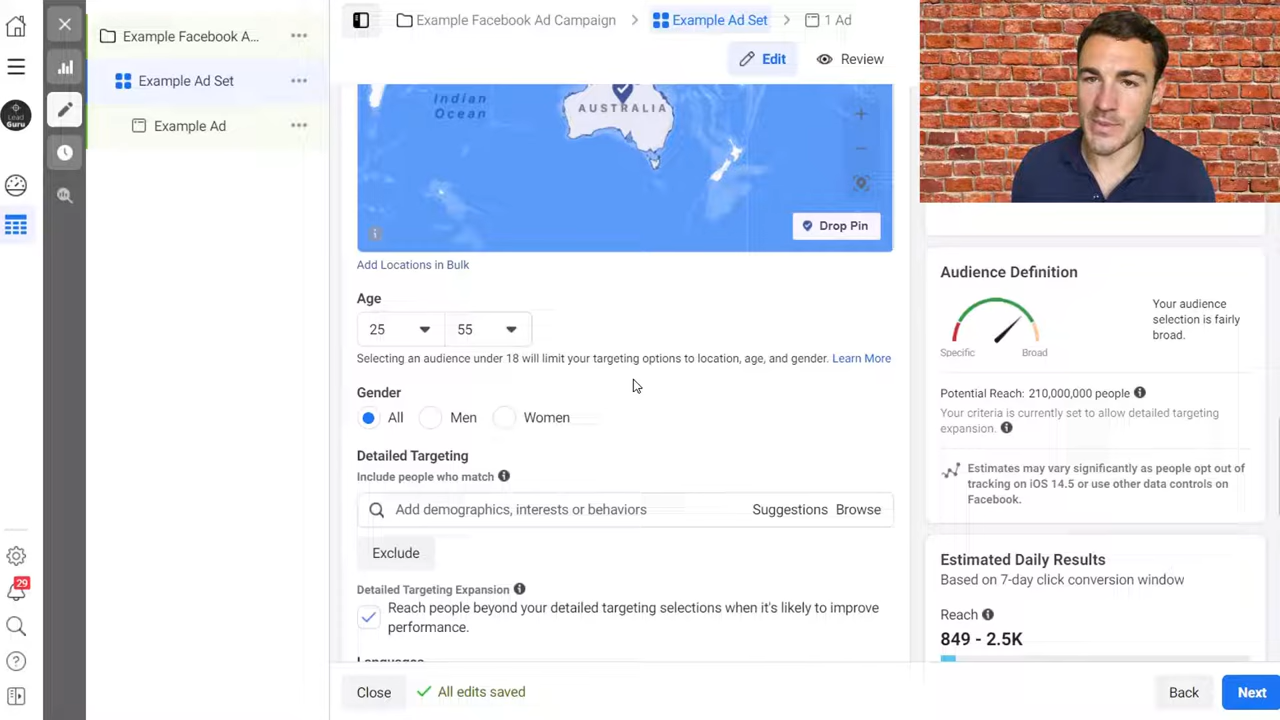 Example Facebook Ad Campaign > Example Ad Set > 1 Ad
Edit Review
Example Facebook A...
Example Ad Set
Example Ad
Lead
Guru
29
Indian
Ocean
AUSTRALIA
Drop Pin
Add Locations in Bulk
Age
25 55
Selecting an audience under 18 will limit your targeting options to location, age, and gender. Learn More
Gender
All Men Women
Detailed Targeting
Include people who match
Add demographics, interests or behaviors Suggestions Browse
Exclude
Detailed Targeting Expansion
Reach people beyond your detailed targeting selections when it's likely to improve
performance.
Languages
Close All edits saved Back Next
Audience Definition
Specific Broad
Your audience
selection is fairly
broad.
Potential Reach: 210,000,000 people
Your criteria is currently set to allow detailed targeting
expansion.
Estimates may vary significantly as people opt out of
tracking on iOS 14.5 or use other data controls on
Facebook.
Estimated Daily Results
Based on 7-day click conversion window
Reach
849 - 2.5K